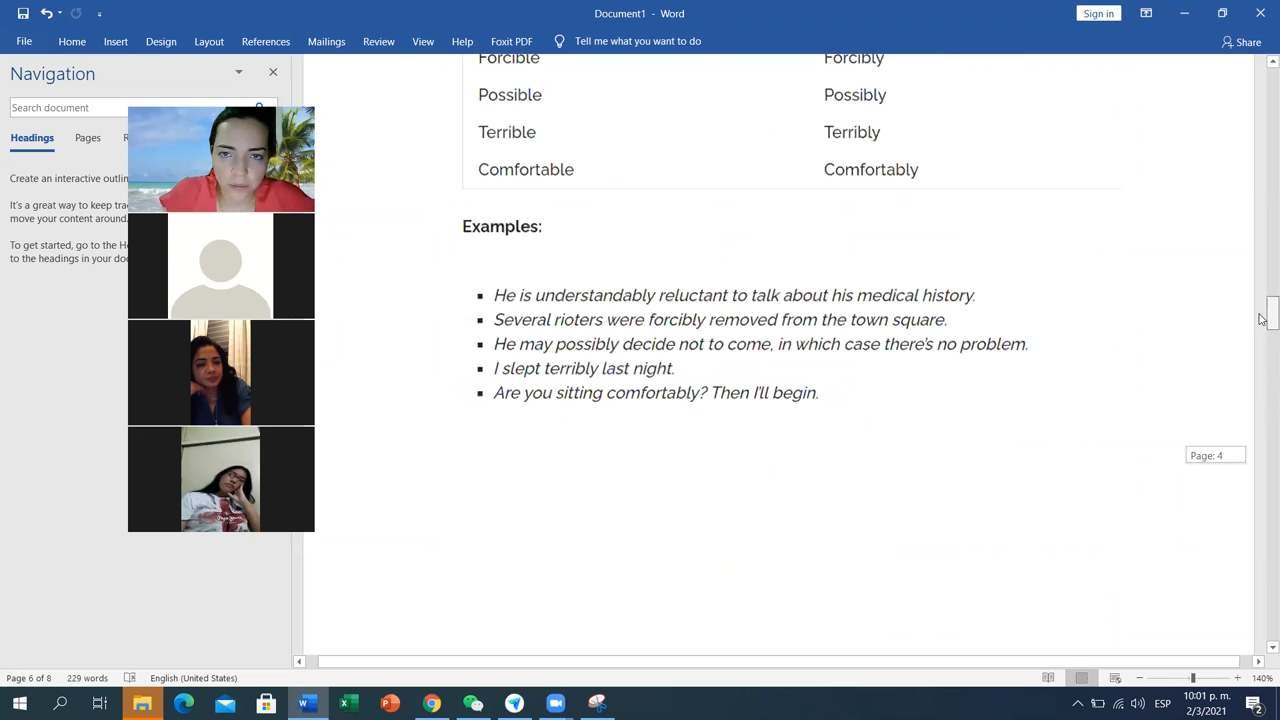 Document1 - Word
Sign in
File Home Insert Design Layout References Mailings Review View Help Foxit PDF Tell me what you want to do Share
Navigation
Search document
Headings Pages R
Create an interactive outlin
It's a great way to keep tra
move your content around.
To get started, go to the H
to the headings in your do
Forcible Forcibly
Possible Possibly
Terrible Terribly
Comfortable Comfortably
Examples:
▪ He is understandably reluctant to talk about his medical history.
▪ Several rioters were forcibly removed from the town square.
▪ He may possibly decide not to come, in which case there's no problem.
▪ I slept terribly last night.
▪ Are you sitting comfortably? Then I'll begin.
Page: 4
Page 6 of 8 229 words English (United States) 140%
10:01 p. m.
ESP
2/3/2021
2